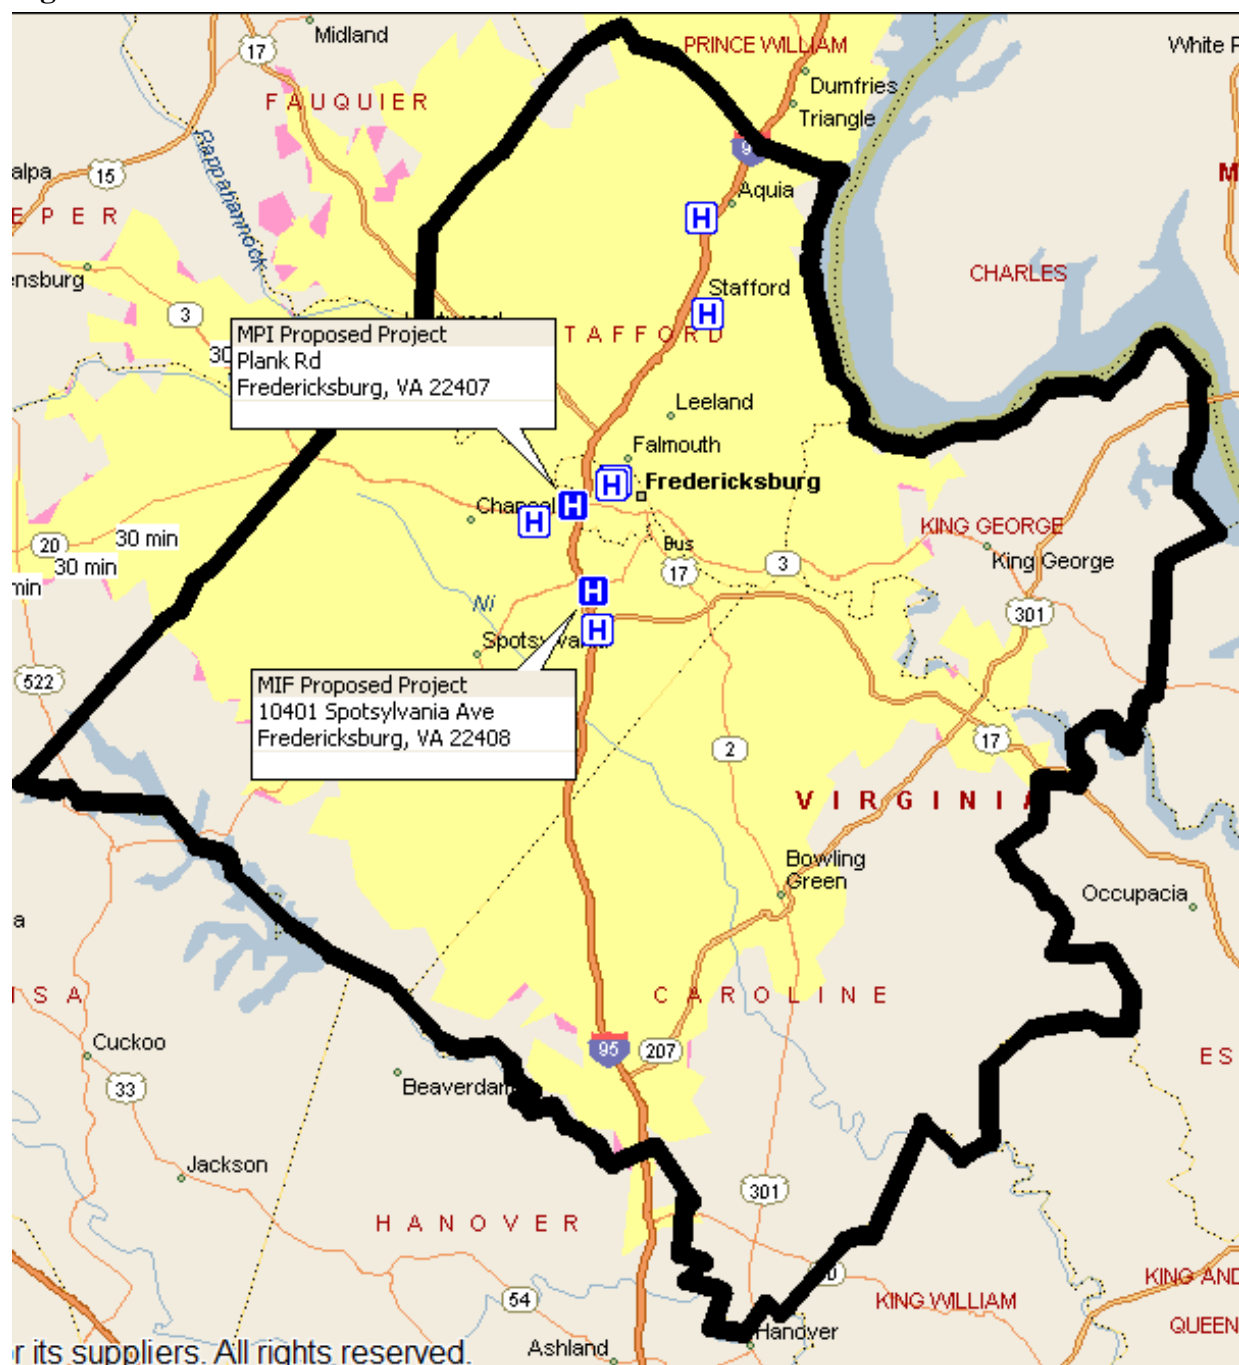 Midland
PRINCE WILLIAM
White
17
Dumfries
FAUQUIER
Triangle
Rappahannock
alpa
15
Aquia
EPER
H
CHARLES
ensburg
Stafford
3
H
TAFFORD
MPI Proposed Project
Plank Rd
Fredericksburg, VA 22407
30
Leeland
Falmouth
Fredericksburg
H
H
H
KING GEORGE
20
30 min
30 min
min
Bus
17
3
King George
Ni
H
301
H
522
MIF Proposed Project
10401 Spotsylvania Ave
Fredericksburg, VA 22408
2
17
VIRGINIA
Bowling
Green
Occupacia
a
ISA
CAROLINE
Cuckoo
95
207
ES
33
Beaverdam
Jackson
301
HANOVER
KING AND
54
KING WILLIAM
QUEEN
Hanover
Ashland
r its suppliers. All rights reserved.